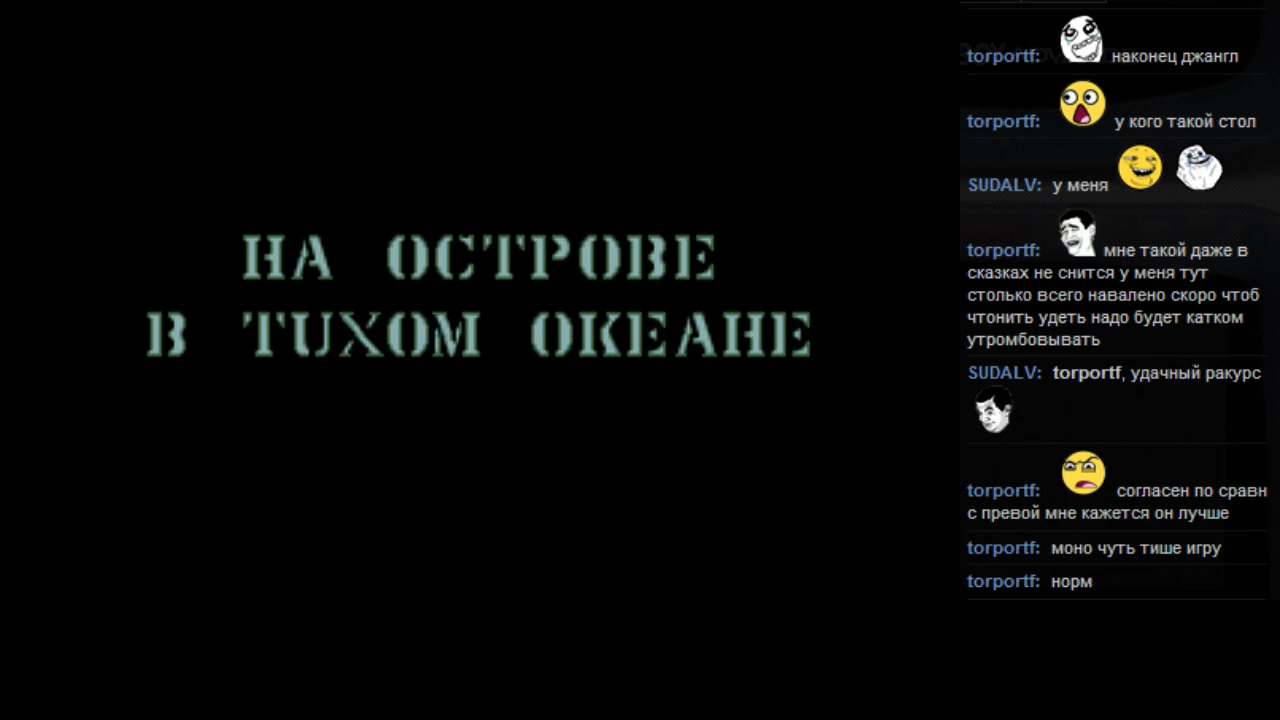 НА ОСТРОВЕ
В ТИХОМ ОКЕАНЕ
torportf: наконец джангл
torportf: у кого такой стол
SUDALV: у меня
torportf: мне такой даже в
сказках не снится у меня тут
столько всего навалено скоро чтоб
чтонить удеть надо будет катком
утромбовывать
SUDALV: torportf, удачный ракурс
torportf: согласен по сравн
с превой мне кажется он лучше
torportf: моно чуть тише игру
torportf: норм